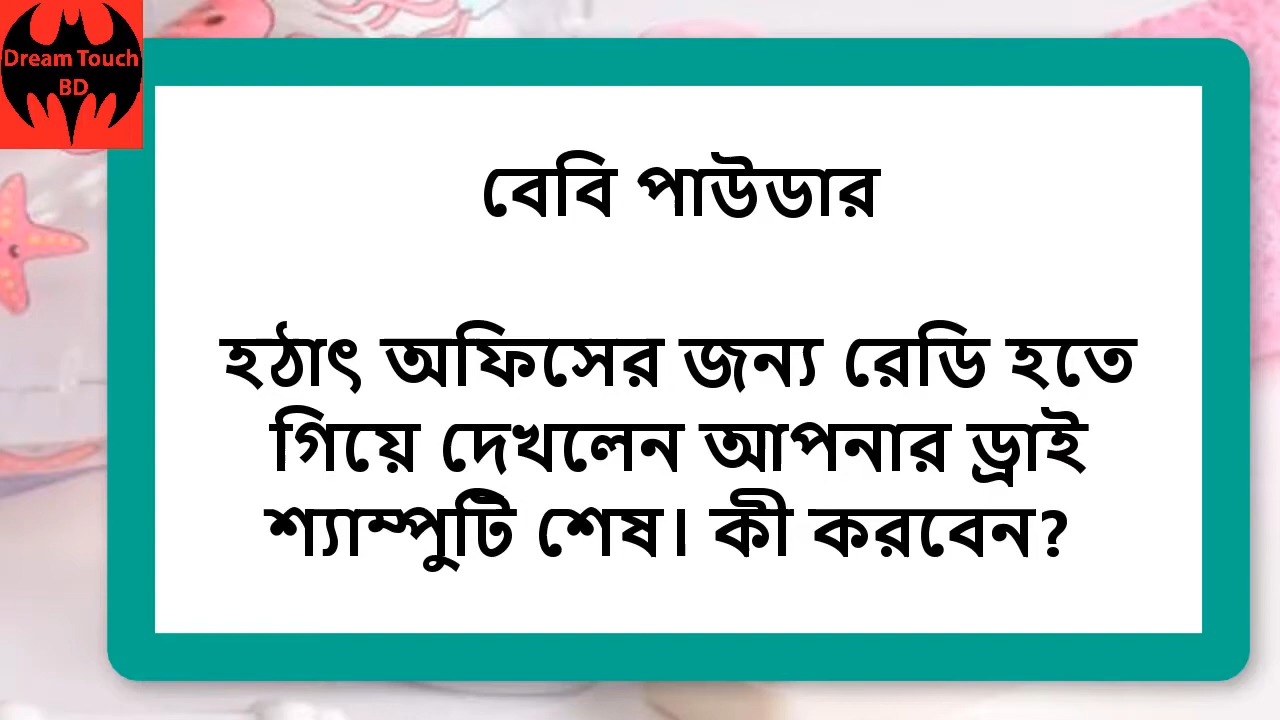 Dream Touch
BD
বেবি পাউডার
হঠাৎ অফিসের জন্য রেডি হতে
গিয়ে দেখলেন আপনার ড্রাই
শ্যাম্পুটি শেষ। কী করবেন?